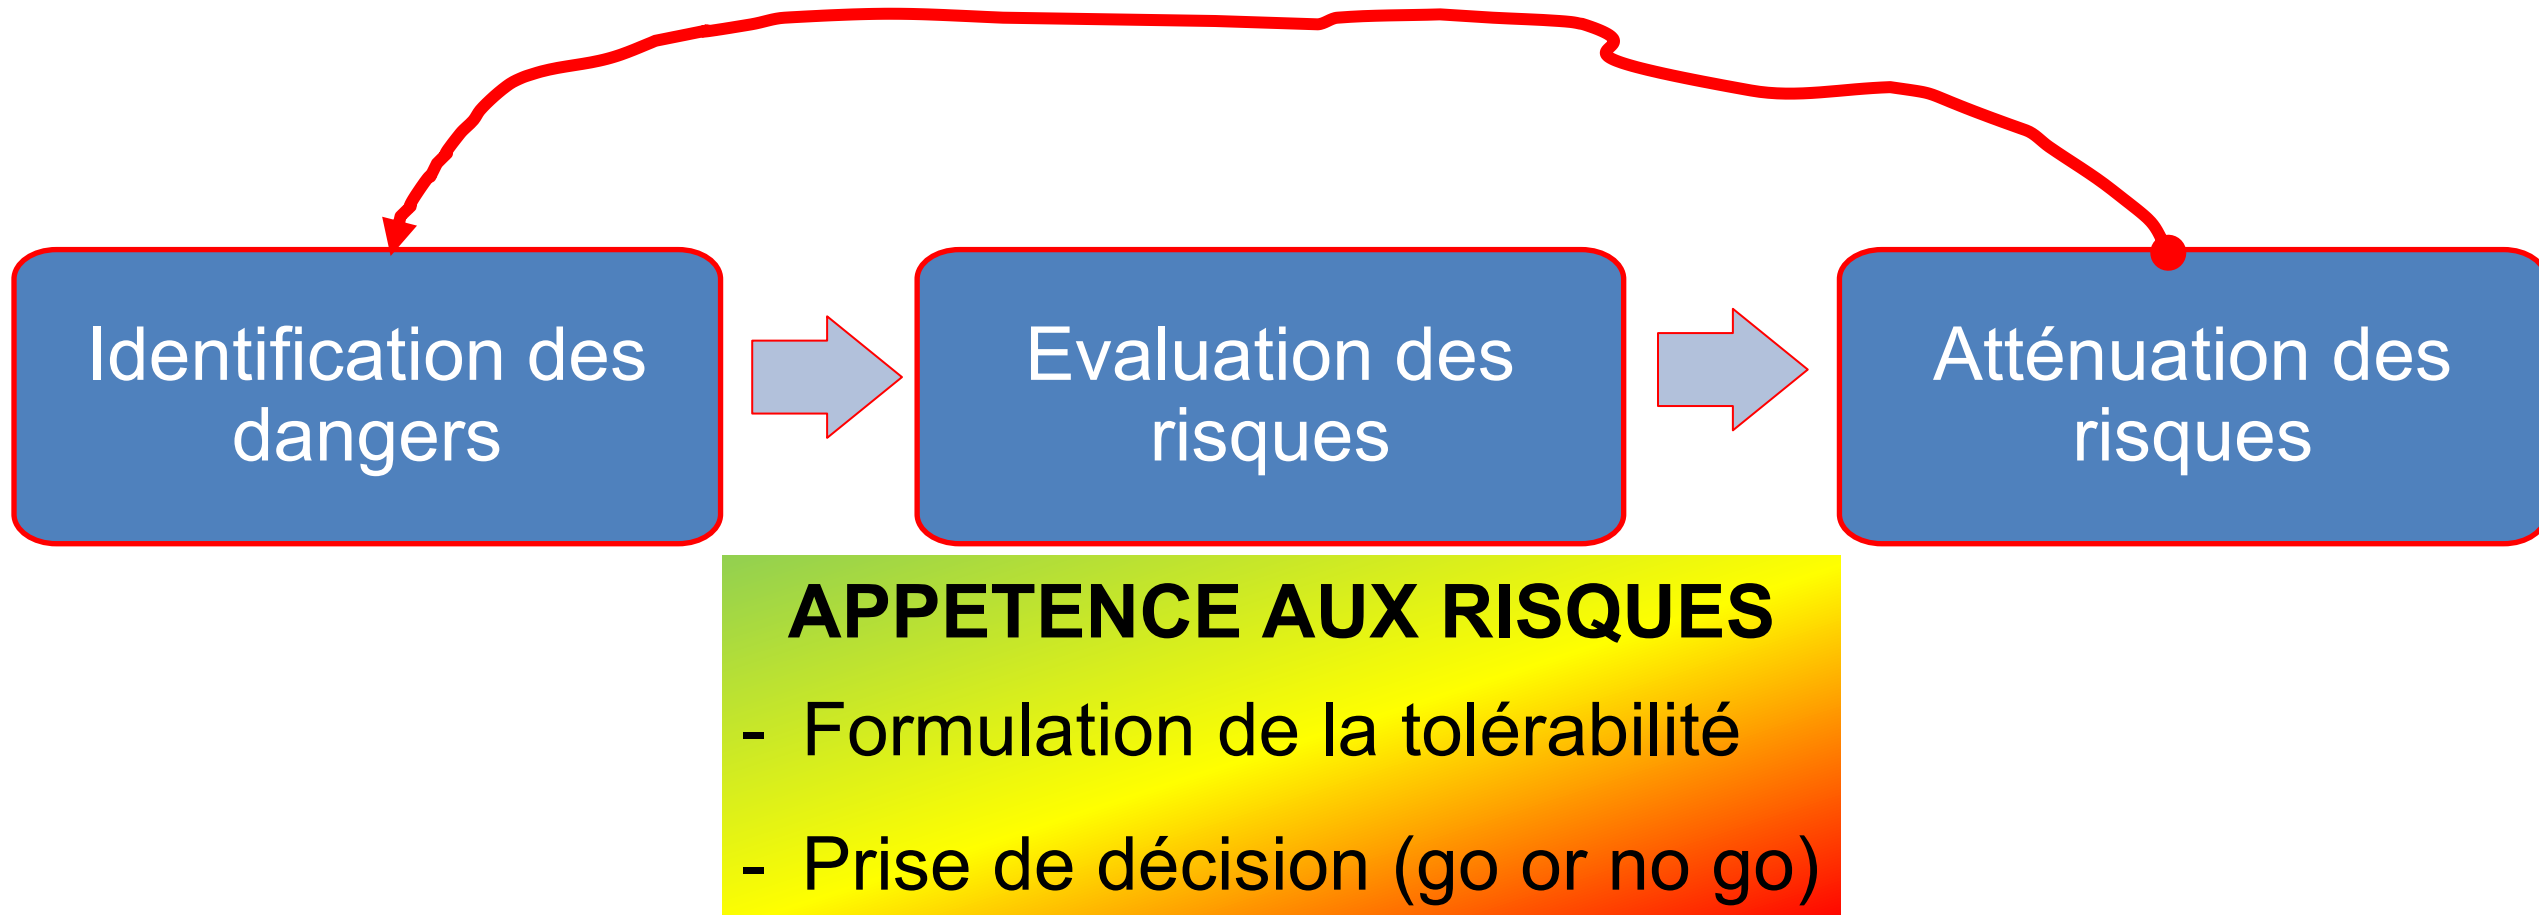 Identification des
dangers
Evaluation des
risques
Atténuation des
risques
APPETENCE AUX RISQUES
- Formulation de la tolérabilité
- Prise de décision (go or no go)